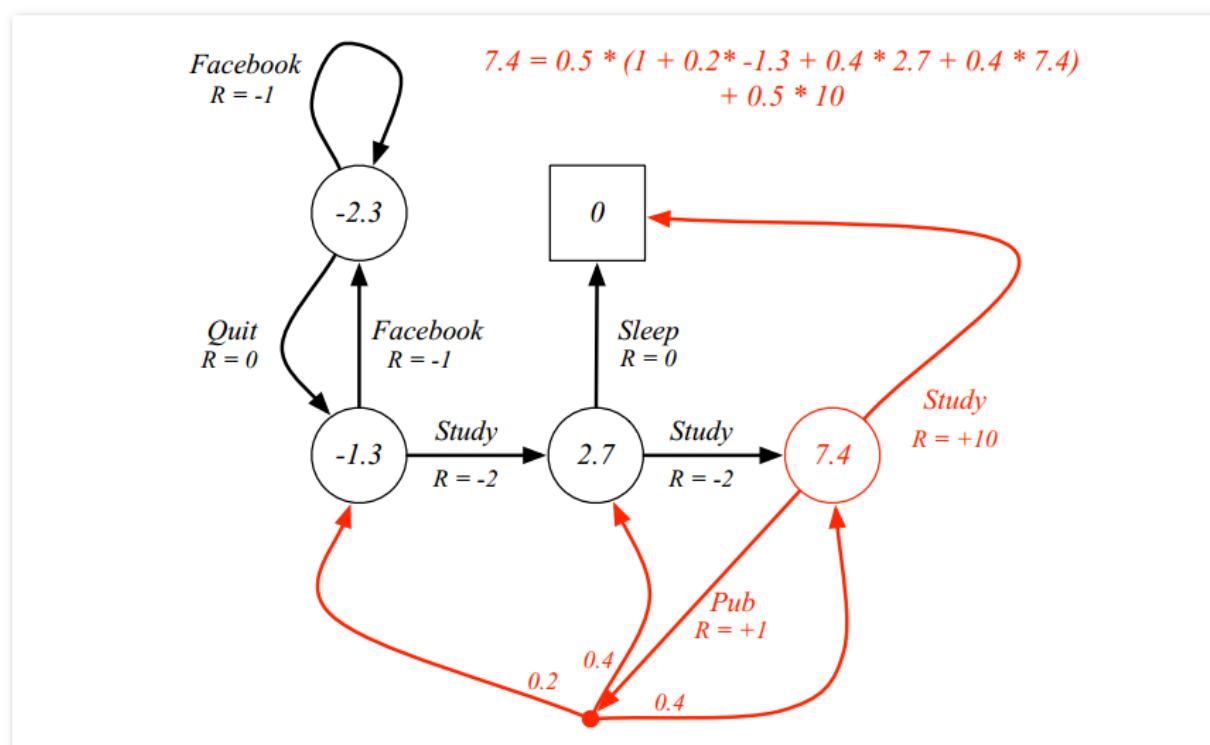 Facebook
R = -1
7.4 = 0.5 * (1 + 0.2* -1.3 + 0.4 * 2.7 + 0.4 * 7.4)
+ 0.5 * 10
-2.3
0
Quit
R = 0
Facebook
R = -1
Sleep
R = 0
Study
R = +10
-1.3
Study
R = -2
2.7
Study
R = -2
7.4
Pub
R = +1
0.2
0.4
0.4